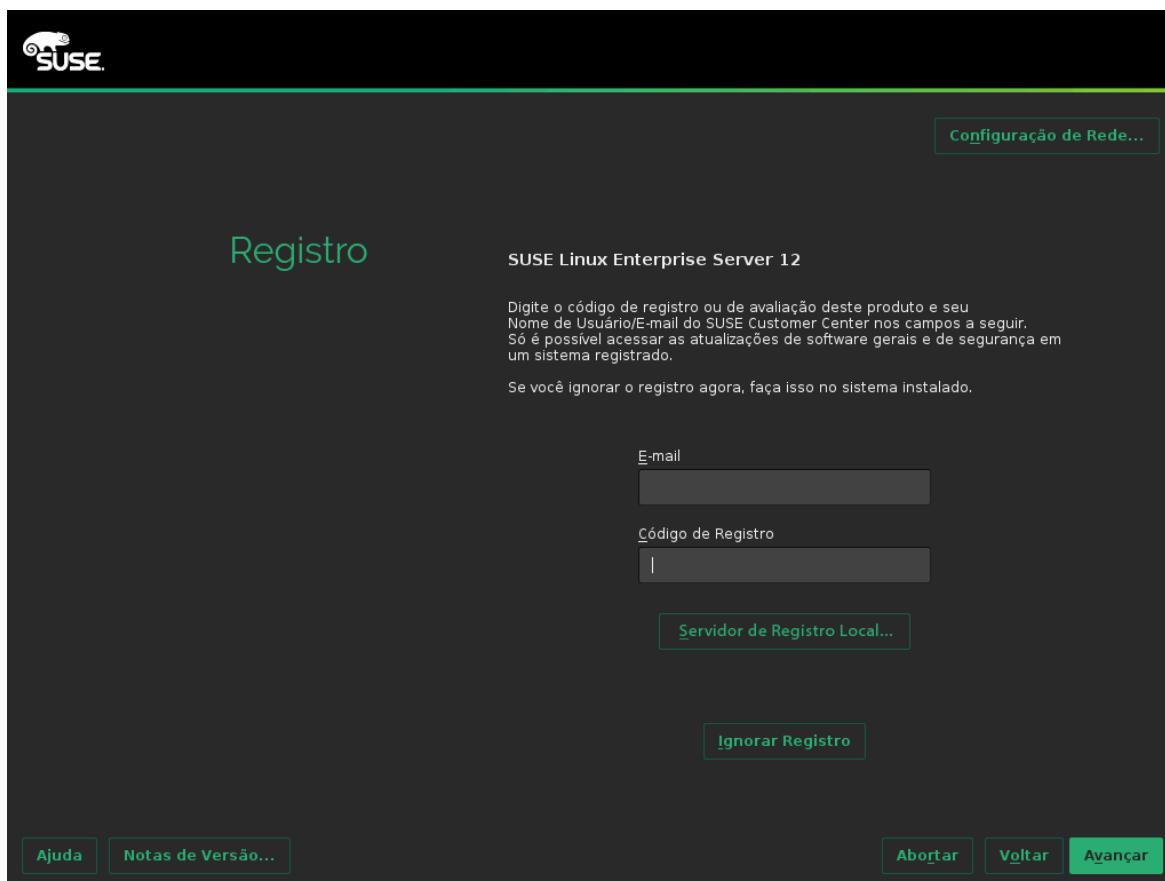 SUSE.
Configuração de Rede...
Registro
SUSE Linux Enterprise Server 12
Digite o código de registro ou de avaliação deste produto e seu
Nome de Usuário/E-mail do SUSE Customer Center nos campos a seguir.
Só é possível acessar as atualizações de software gerais e de segurança em
um sistema registrado.
Se você ignorar o registro agora, faça isso no sistema instalado.
E-mail
Código de Registro
Servidor de Registro Local...
Ignorar Registro
Ajuda
Notas de Versão...
Abortar
Voltar
Avançar